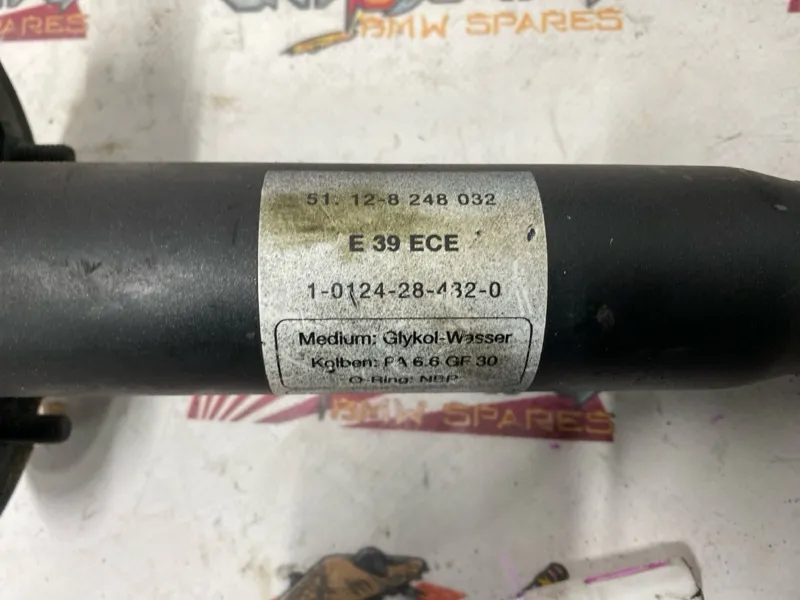 BMW SPARES
51. 12-8 248 032
E 39 ECE
1-0124-28-432-0
Medium: Glykol-Wasser
Kolben: PA 6.6 GF 30
O-Ring: NBR
BMW SPARES